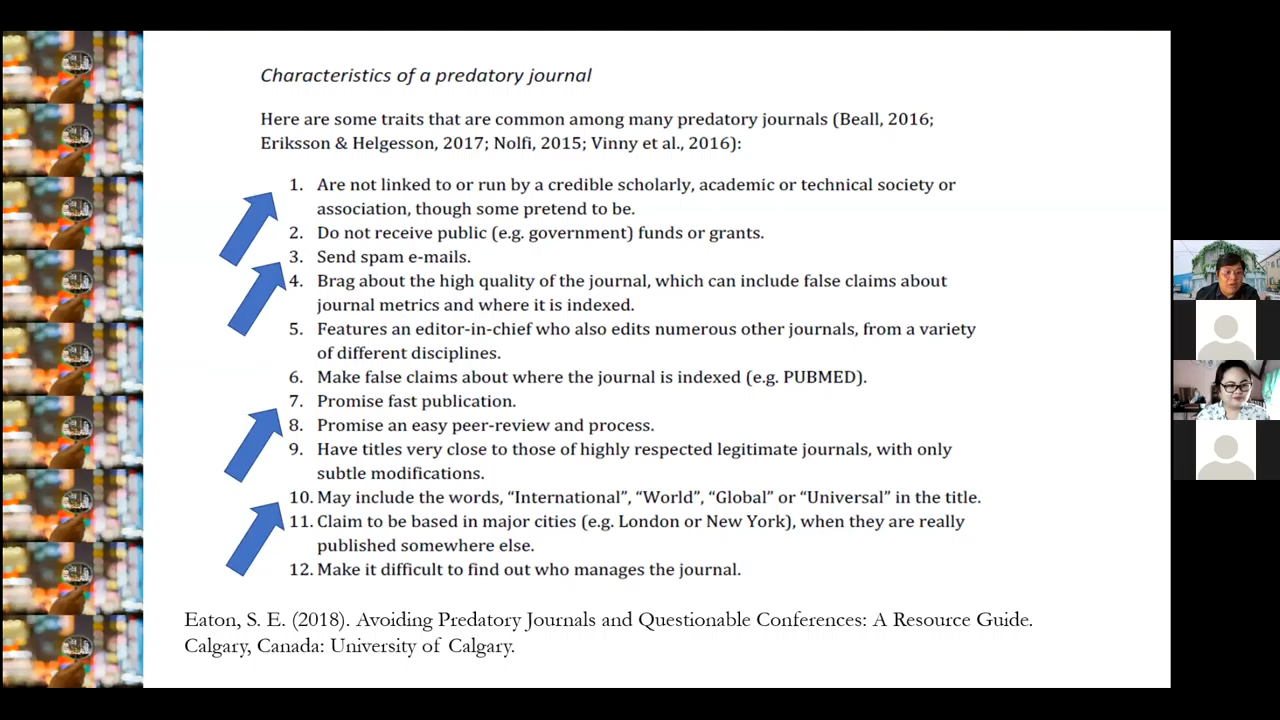 Characteristics of a predatory journal
Here are some traits that are common among many predatory journals (Beall, 2016;
Eriksson & Helgesson, 2017; Nolfi, 2015; Vinny et al., 2016):
1. Are not linked to or run by a credible scholarly, academic or technical society or
association, though some pretend to be.
2. Do not receive public (e.g. government) funds or grants.
3. Send spam e-mails.
4. Brag about the high quality of the journal, which can include false claims about
journal metrics and where it is indexed.
5. Features an editor-in-chief who also edits numerous other journals, from a variety
of different disciplines.
6. Make false claims about where the journal is indexed (e.g. PUBMED).
7. Promise fast publication.
8. Promise an easy peer-review and process.
9. Have titles very close to those of highly respected legitimate journals, with only
subtle modifications.
10. May include the words, “International”, “World”, “Global” or “Universal” in the title.
11. Claim to be based in major cities (e.g. London or New York), when they are really
published somewhere else.
12. Make it difficult to find out who manages the journal.
Eaton, S. E. (2018). Avoiding Predatory Journals and Questionable Conferences: A Resource Guide.
Calgary, Canada: University of Calgary.